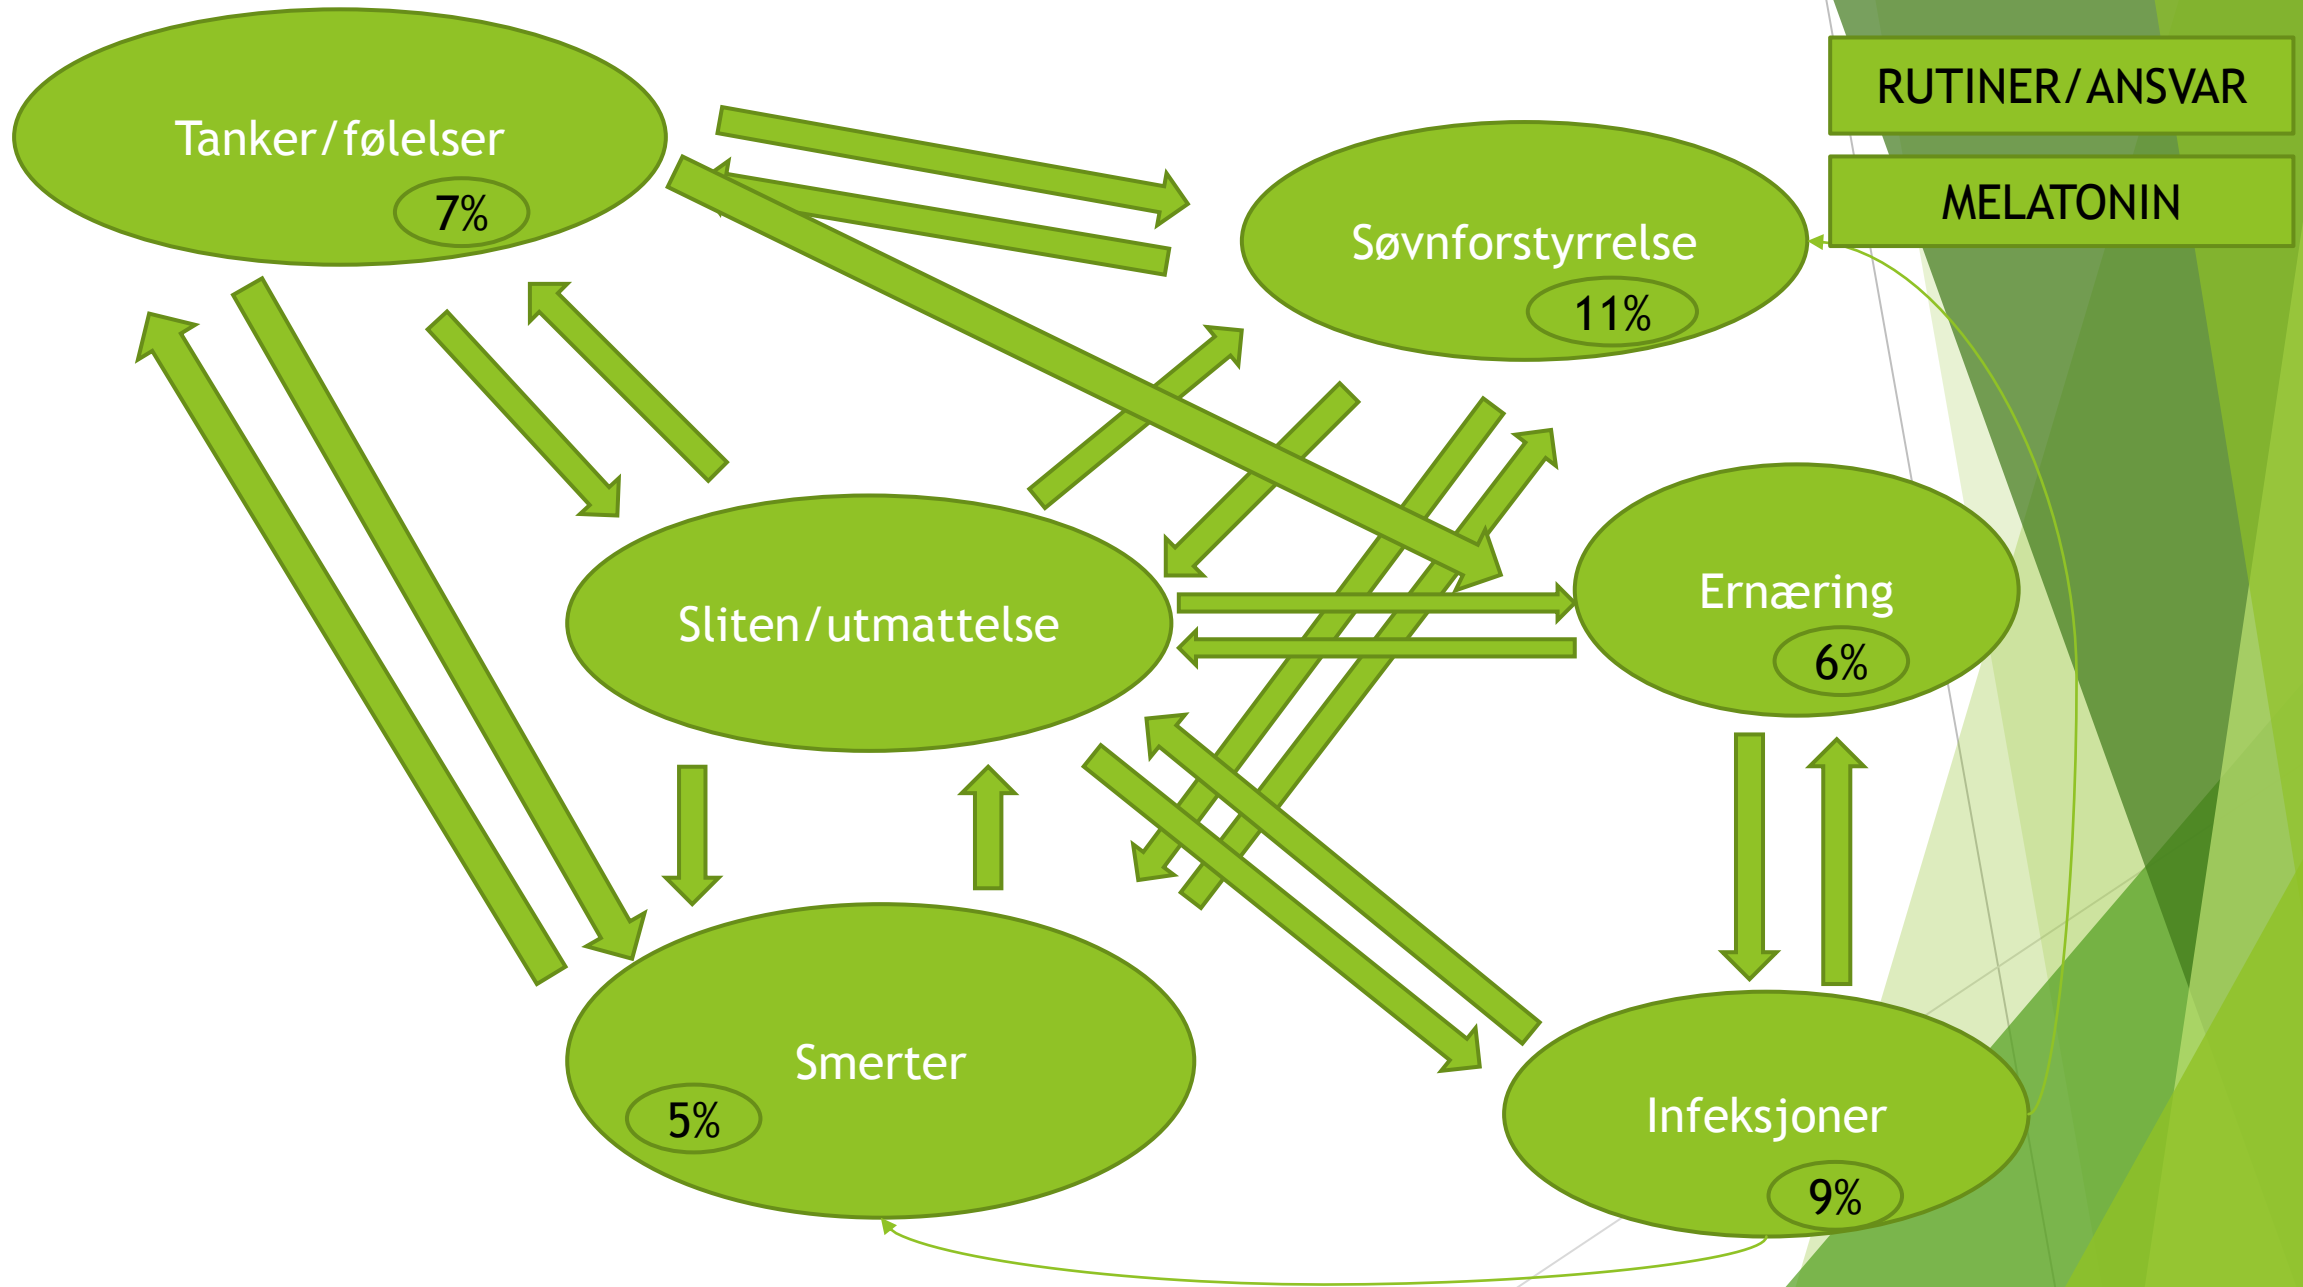 Tanker/følelser
7%
Søvnforstyrrelse
11%
RUTINER/ANSVAR
MELATONIN
Sliten/utmattelse
Ernæring
6%
Smerter
5%
Infeksjoner
9%